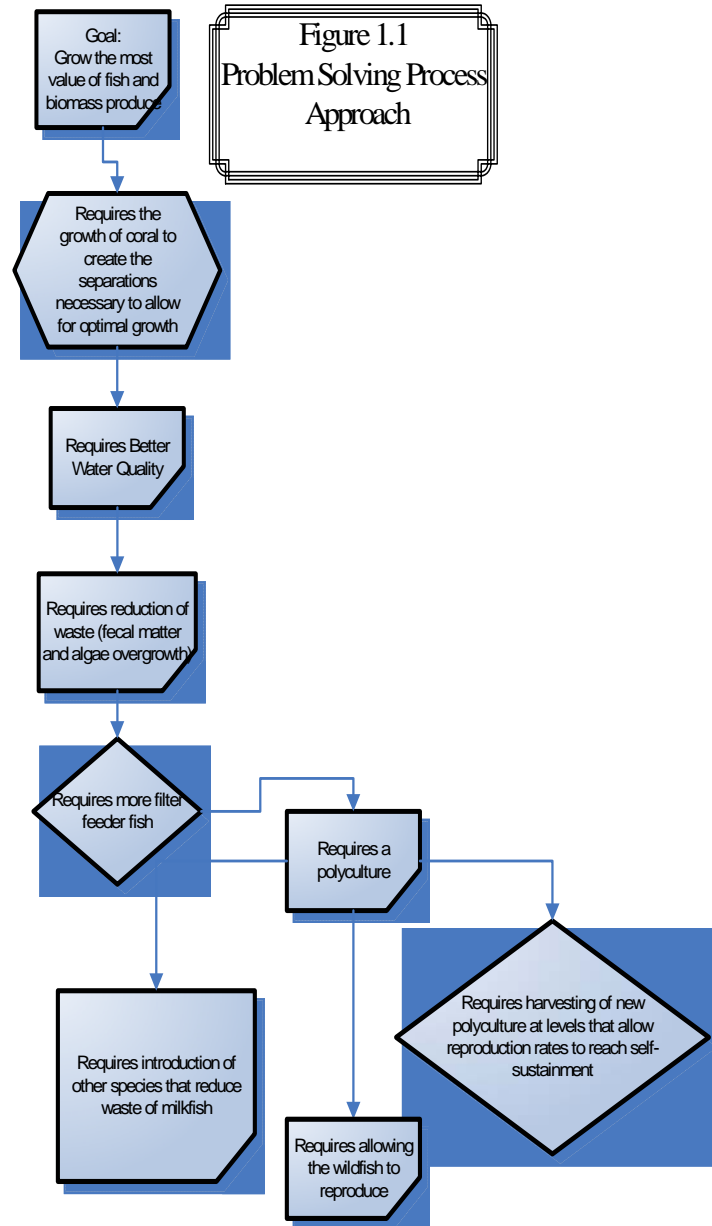 Goal:
Grow the most
value of fish and
biomass produce
Figure 1.1
Problem Solving Process
Approach
Requires the
growth of coral to
create the
separations
necessary to allow
for optimal growth
Requires Better
Water Quality
Requires reduction of
waste (fecal matter
and algae overgrowth)
Requires more filter
feeder fish
Requires a
polyculture
Requires harvesting of new
polyculture at levels that allow
reproduction rates to reach self-
sustainment
Requires introduction of
other species that reduce
waste of milkfish
Requires allowing
the wildfish to
reproduce